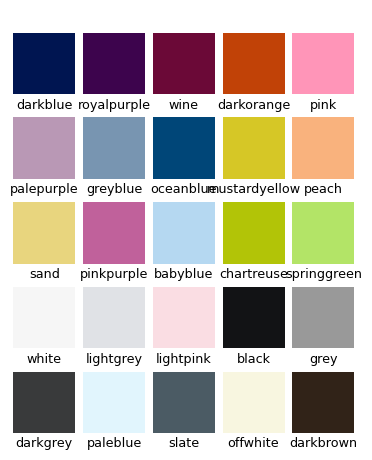 darkblue royalpurple wine darkorange pink
palepurple greyblue oceanblue mustardyellow peach
sand pinkpurple babyblue chartreuse springgreen
white lightgrey lightpink black grey
darkgrey paleblue slate offwhite darkbrown